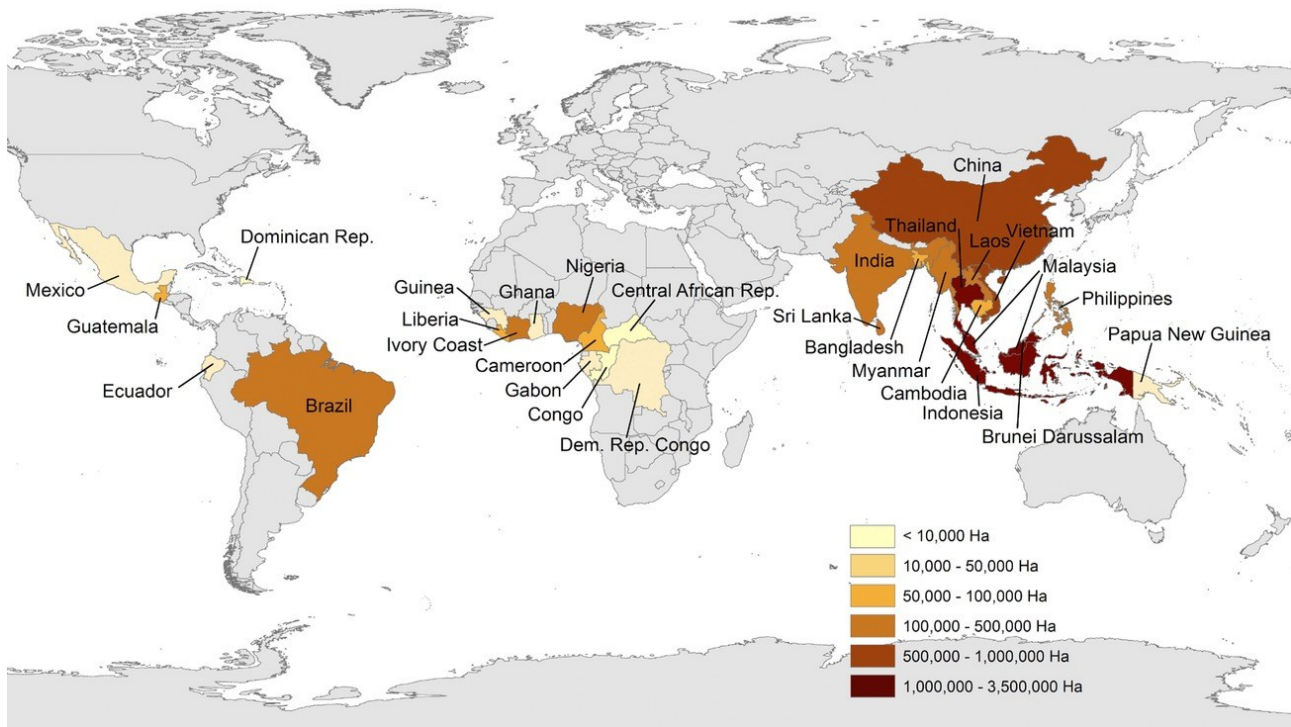 China
Thailand
Laos
Vietnam
Dominican Rep.
India
Malaysia
Nigeria
Mexico
Guinea
Ghana
Central African Rep.
Philippines
Guatemala
Liberia
Sri Lanka
Papua New Guinea
Ivory Coast
Bangladesh
Cameroon
Myanmar
Ecuador
Gabon
Cambodia
Brazil
Congo
Indonesia
Brunei Darussalam
Dem. Rep. Congo
< 10,000 Ha
10,000 - 50,000 Ha
50,000 - 100,000 Ha
100,000 - 500,000 Ha
500,000 - 1,000,000 Ha
1,000,000 - 3,500,000 Ha